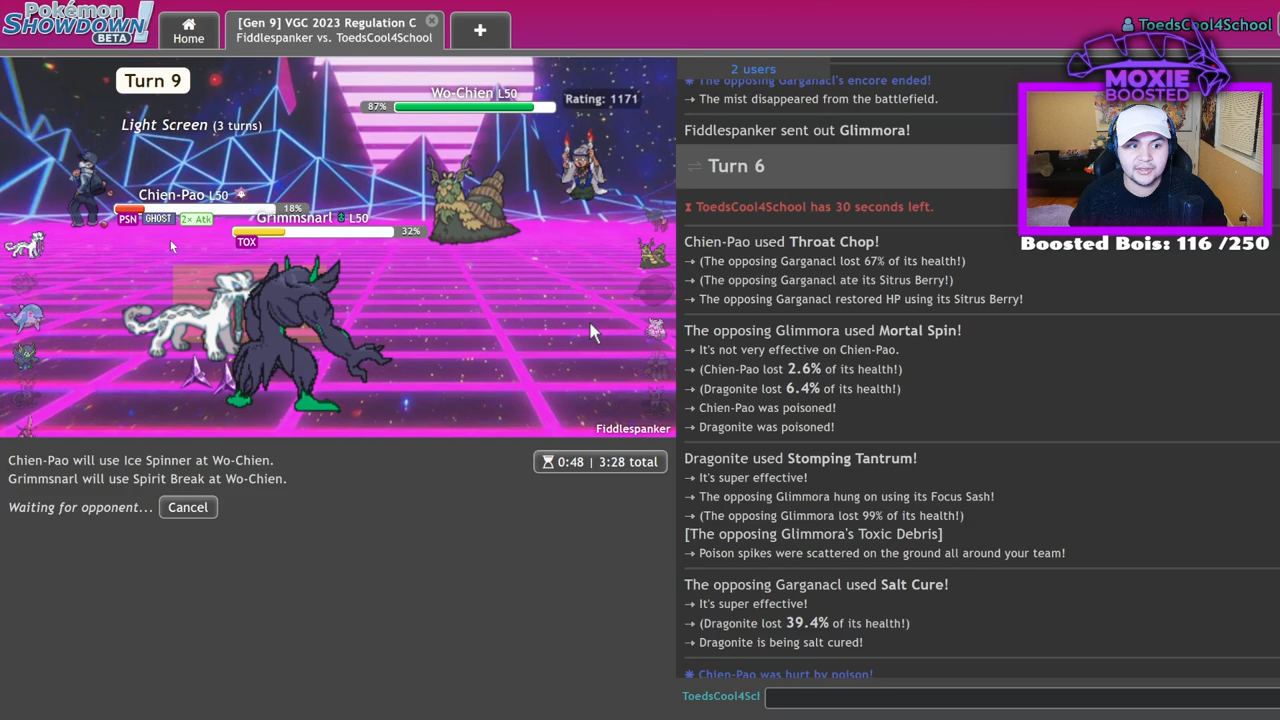 Pokémon
SHOWDOWN!
BETA
Home
[Gen 9] VGC 2023 Regulation C
Fiddlespanker vs. ToedsCool4School
+
ToedsCool4School
MOXIE
BOOSTED
Boosted Bois: 116 /250
Turn 9
Light Screen (3 turns)
Wo-Chien L50
87%
Rating: 1171
Chien-Pao L50
18%
PSN GHOST 2× Atk
Grimmsnarl L50
32%
TOX
Fiddlespanker
Chien-Pao will use Ice Spinner at Wo-Chien.
Grimmsnarl will use Spirit Break at Wo-Chien.
Waiting for opponent... Cancel
0:48 | 3:28 total
2 users
The opposing Garganacl's encore ended!
→ The mist disappeared from the battlefield.
Fiddlespanker sent out Glimmora!
Turn 6
ToedsCool4School has 30 seconds left.
Chien-Pao used Throat Chop!
→ (The opposing Garganacl lost 67% of its health!)
→ (The opposing Garganacl ate its Sitrus Berry!)
→ The opposing Garganacl restored HP using its Sitrus Berry!
The opposing Glimmora used Mortal Spin!
→ It's not very effective on Chien-Pao.
→ (Chien-Pao lost 2.6% of its health!)
→ (Dragonite lost 6.4% of its health!)
→ Chien-Pao was poisoned!
→ Dragonite was poisoned!
Dragonite used Stomping Tantrum!
→ It's super effective!
→ The opposing Glimmora hung on using its Focus Sash!
→ (The opposing Glimmora lost 99% of its health!)
[The opposing Glimmora's Toxic Debris]
→ Poison spikes were scattered on the ground all around your team!
The opposing Garganacl used Salt Cure!
→ It's super effective!
→ (Dragonite lost 39.4% of its health!)
→ Dragonite is being salt cured!
Chien-Pao was hurt by poison!
ToedsCool4Scl